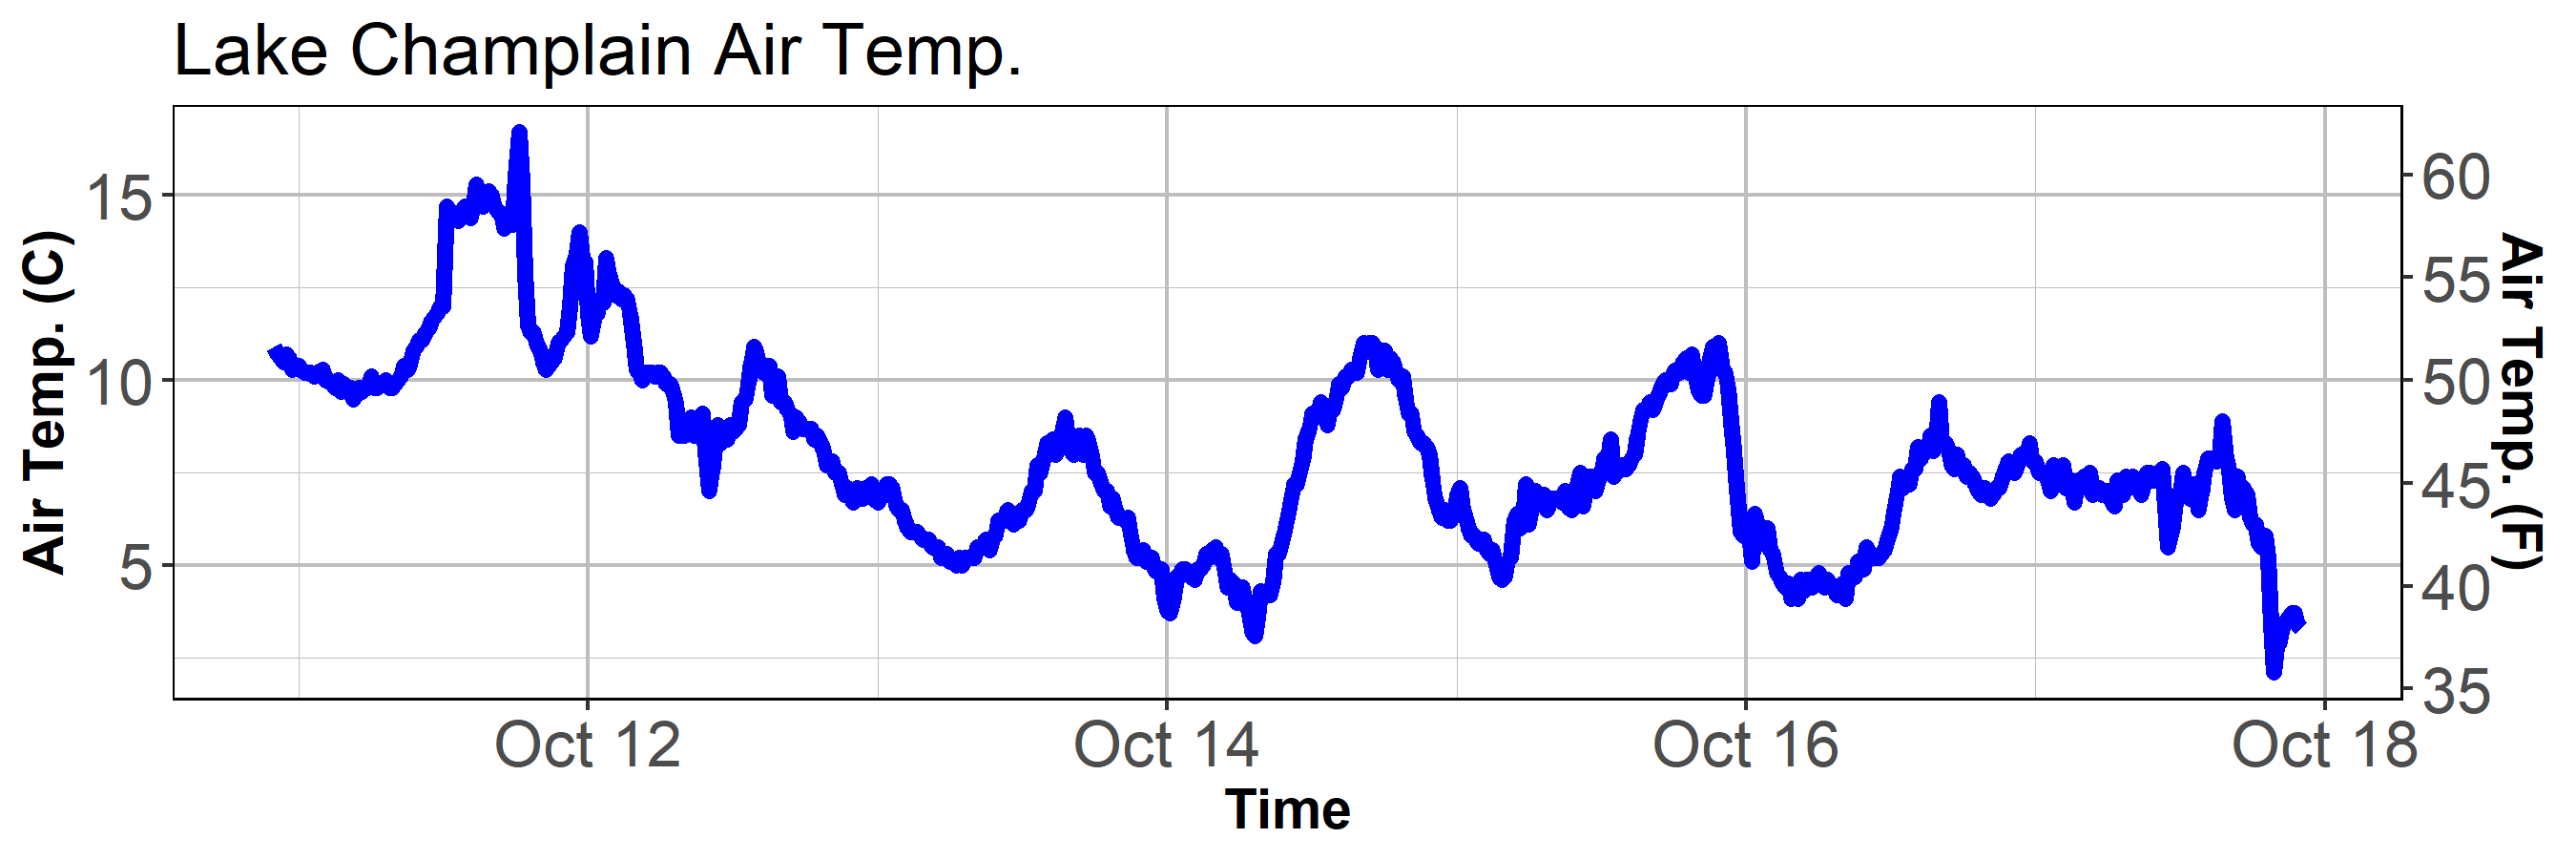 Lake Champlain Air Temp.
Air Temp. (C)
15
10
5
60
55
50
45
40
35
Air Temp. (F)
Oct 12
Oct 14
Oct 16
Oct 18
Time